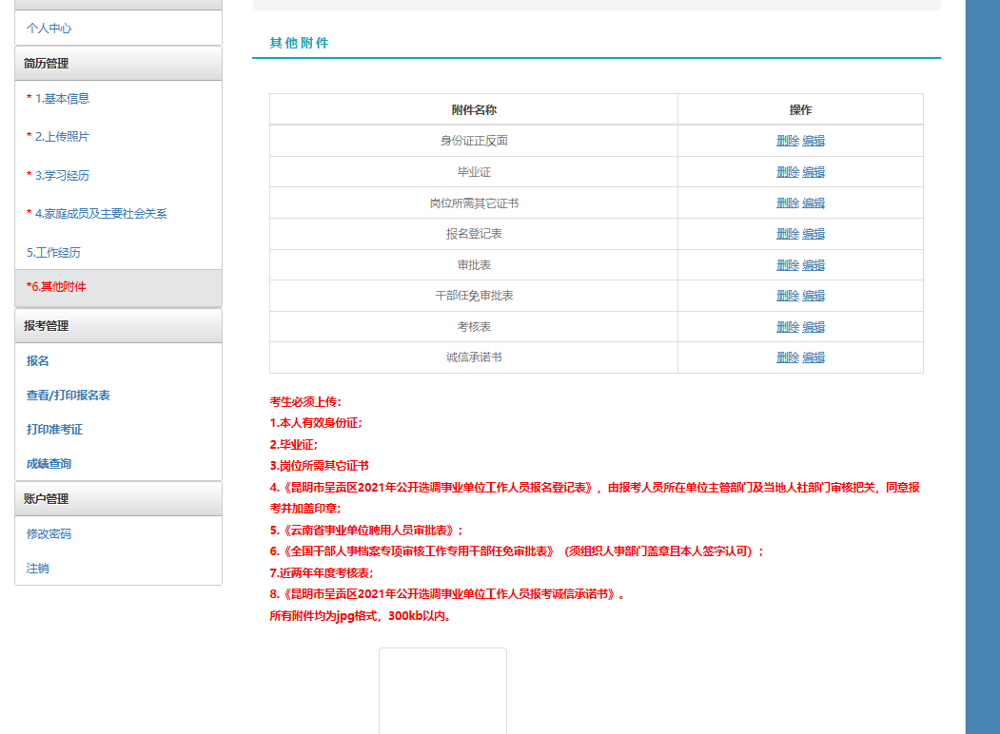 个人中心
简历管理
* 1.基本信息
* 2.上传照片
* 3.学习经历
* 4.家庭成员及主要社会关系
5.工作经历
*6.其他附件
报考管理
报名
查看/打印报名表
打印准考证
成绩查询
账户管理
修改密码
注销
其他附件
附件名称 操作
身份证正反面 删除 编辑
毕业证 删除 编辑
岗位所需其它证书 删除 编辑
报名登记表 删除 编辑
审批表 删除 编辑
干部任免审批表 删除 编辑
考核表 删除 编辑
诚信承诺书 删除 编辑
考生必须上传：
1.本人有效身份证；
2.毕业证；
3.岗位所需其它证书
4.《昆明市呈贡区2021年公开选调事业单位工作人员报名登记表》，由报考人员所在单位主管部门及当地人社部门审核把关，同意报
考并加盖印章；
5.《云南省事业单位聘用人员审批表》；
6.《全国干部人事档案专项审核工作专用干部任免审批表》（须组织人事部门盖章且本人签字认可）；
7.近两年年度考核表；
8.《昆明市呈贡区2021年公开选调事业单位工作人员报考诚信承诺书》。
所有附件均为jpg格式，300kb以内。